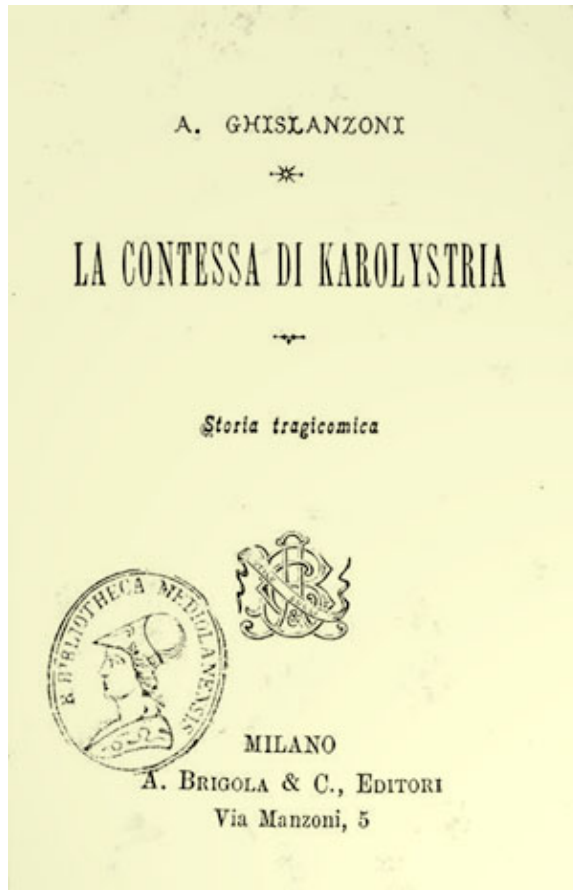 A. GHISLANZONI
LA CONTESSA DI KAROLYSTRIA
Storia tragicomica
R. BIBLIOTHECA MEDIOLANENSIS
MILANO
A. BRIGOLA & C., EDITORI
Via Manzoni, 5